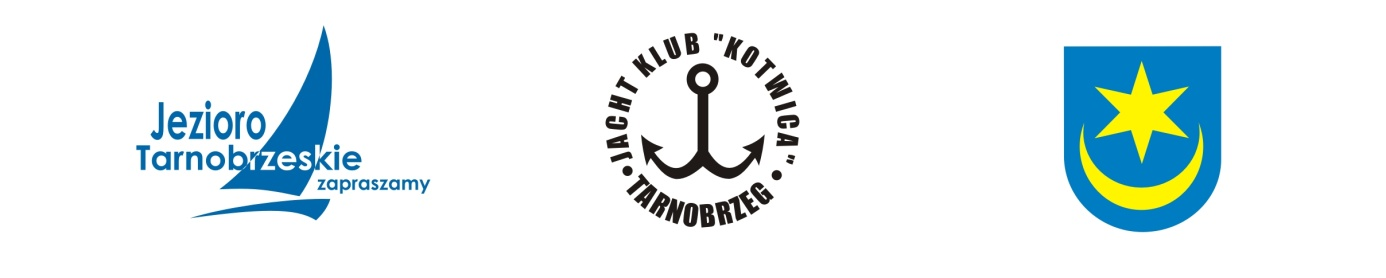 Jezioro
Tarnobrzeskie
zapraszamy
JACHT KLUB "KOTWICA"
• TARNOBRZEG •